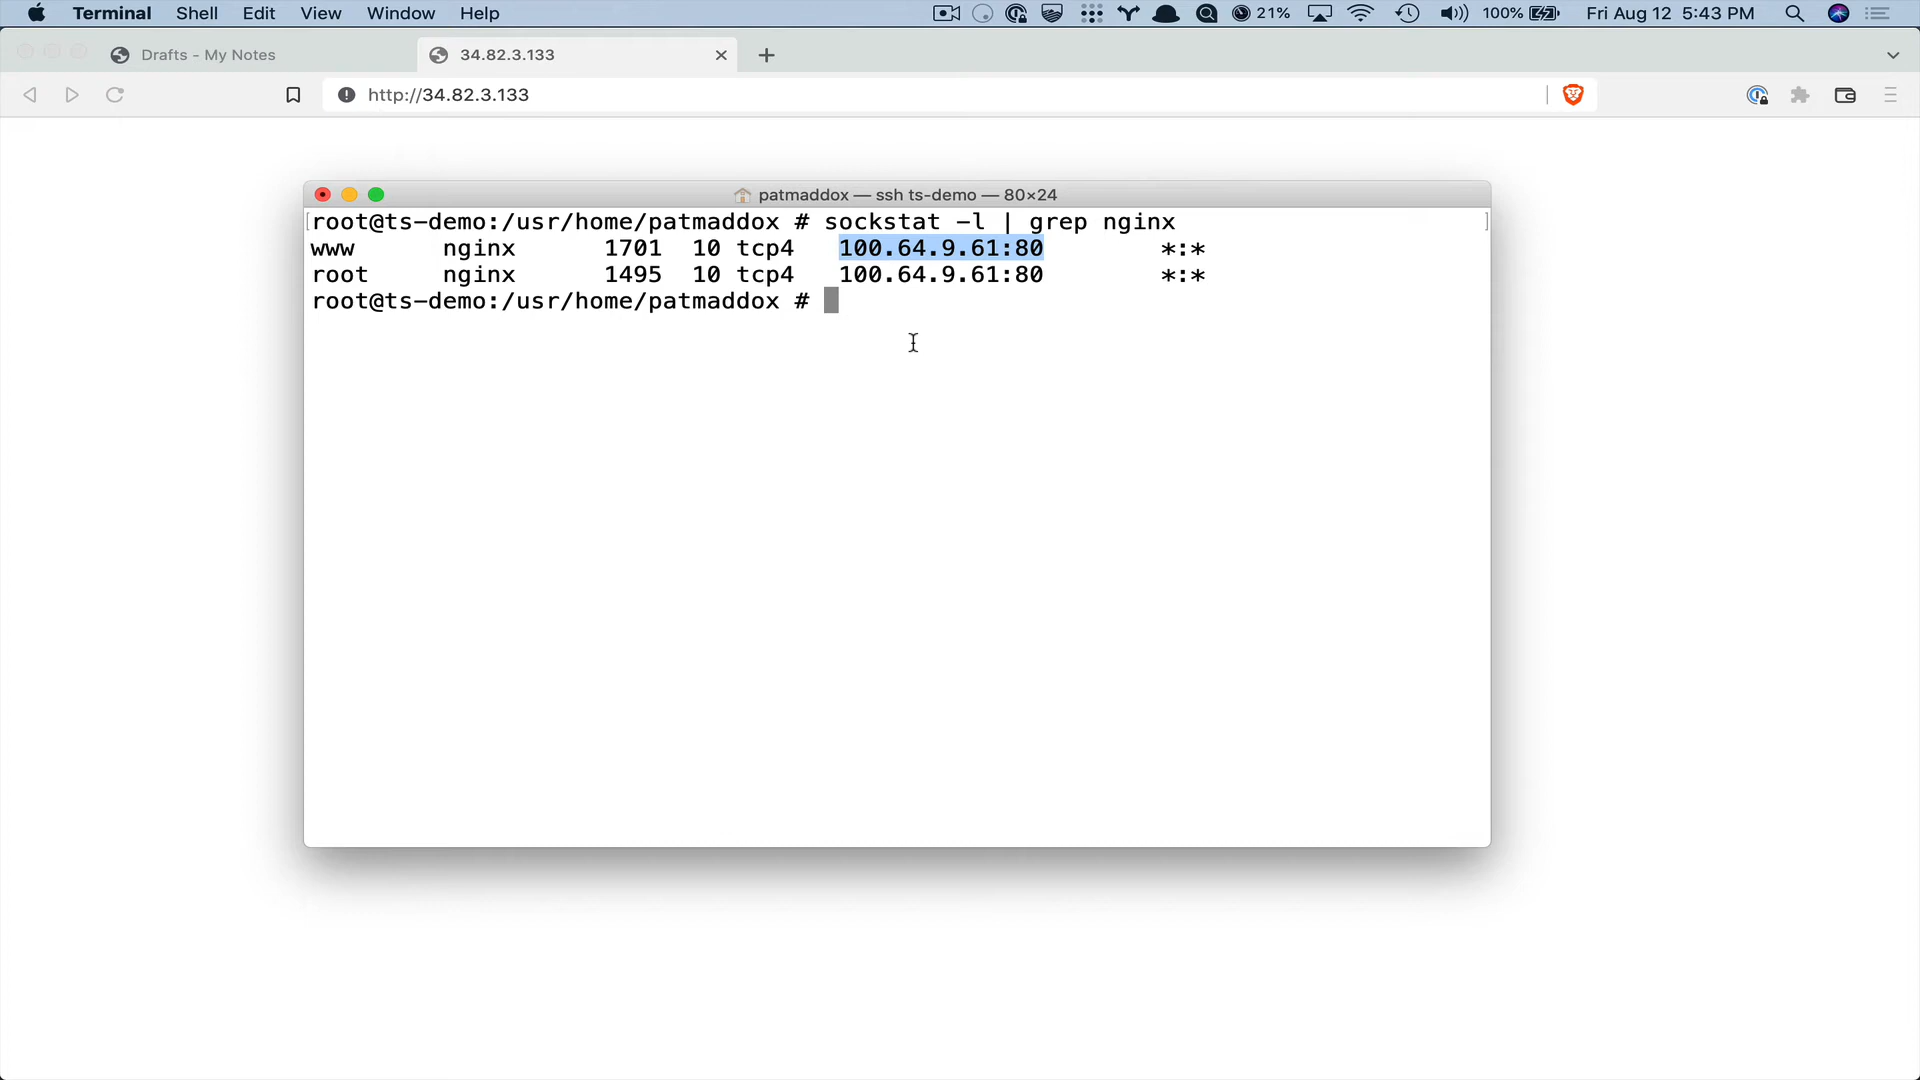 Terminal Shell Edit View Window Help 21% 100% Fri Aug 12 5:43 PM
Drafts - My Notes 34.82.3.133
http://34.82.3.133
patmaddox — ssh ts-demo — 80×24
[root@ts-demo:/usr/home/patmaddox # sockstat -l | grep nginx ]
www nginx 1701 10 tcp4 100.64.9.61:80 *:*
root nginx 1495 10 tcp4 100.64.9.61:80 *:*
root@ts-demo:/usr/home/patmaddox #